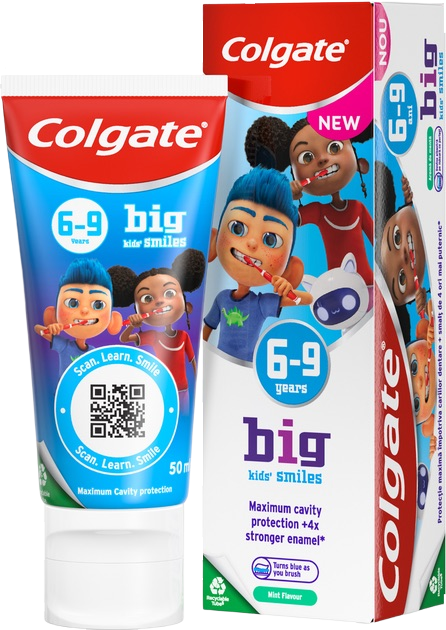 Colgate®
6-9
Years
big
kids' smiles
Scan. Learn. Smile
Scan. Learn. Smile
50 m
Maximum Cavity protection
Colgate®
NEW
6-9
years
big
kids' smiles
Maximum cavity
protection +4x
stronger enamel*
Turns blue as
you brush
Mint Flavour
Recyclable
Tube
NOU
6-9
ani
big
kids' smiles
Colgate®
Protecție maximă împotriva cariilor dentare + smalț de 4 ori mai puternic*